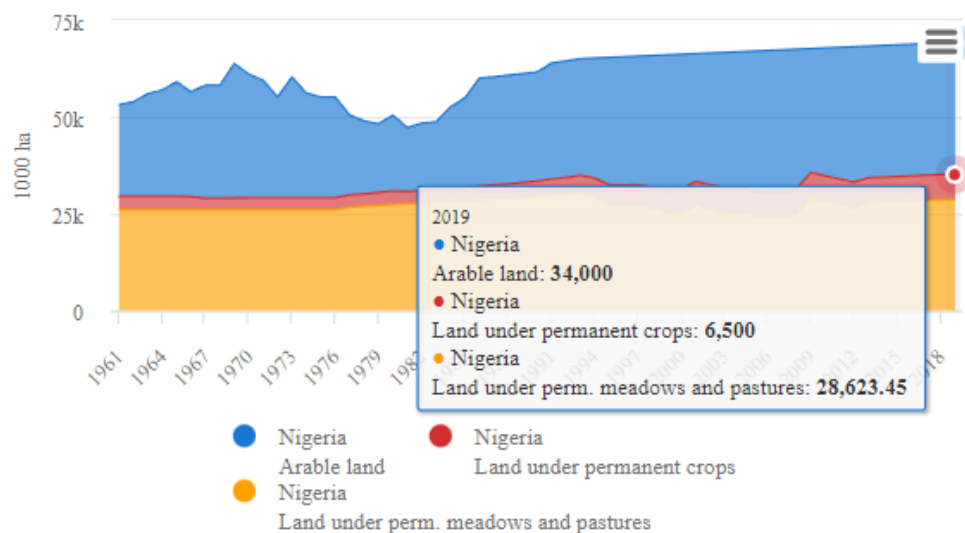 75k
50k
25k
0
1000 ha
1961
1964
1967
1970
1973
1976
1979
1991
1994
1997
2000
2003
2006
2009
2012
2015
2018
2019
Nigeria
Arable land: 34,000
Nigeria
Land under permanent crops: 6,500
Nigeria
Land under perm. meadows and pastures: 28,623.45
Nigeria
Arable land
Nigeria
Land under permanent crops
Nigeria
Land under perm. meadows and pastures